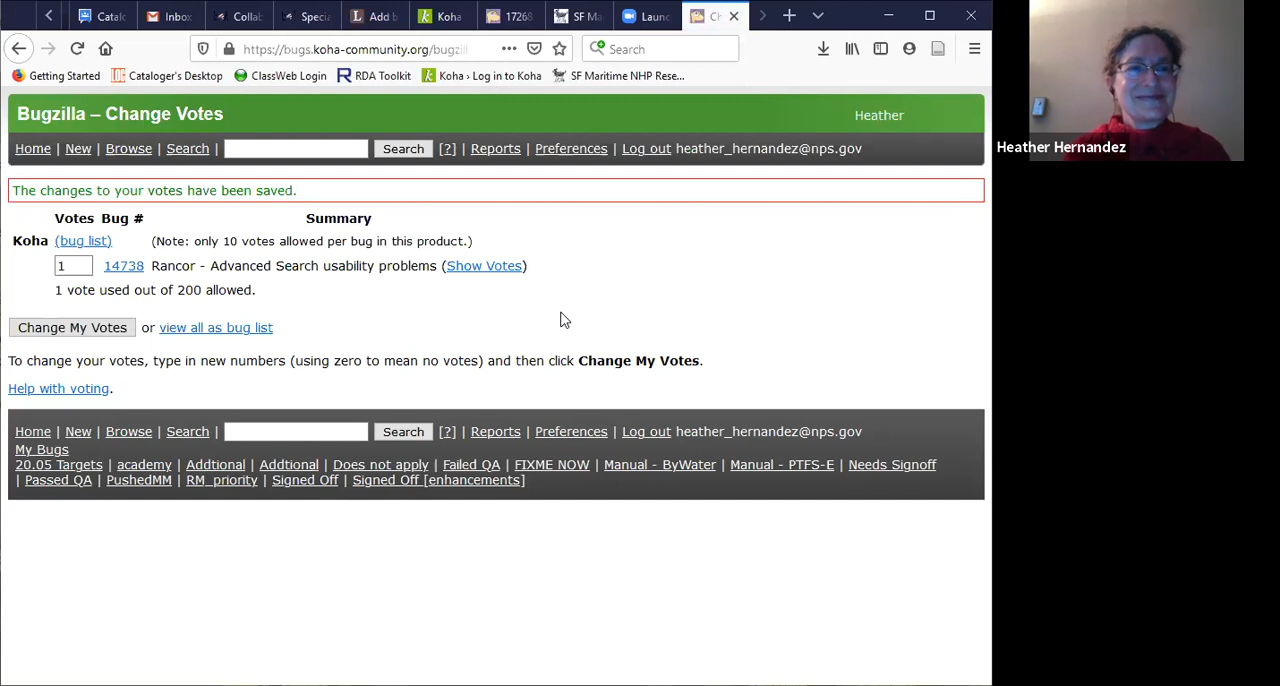 Catalo
Inbox
Collab
Specia
Add b
Koha
17268
SF Ma
Launc
Ch
https://bugs.koha-community.org/bugzill
Search
Getting Started
Cataloger's Desktop
ClassWeb Login
RDA Toolkit
Koha › Log in to Koha
SF Maritime NHP Rese...
Bugzilla – Change Votes
Heather
Home | New | Browse | Search | Search [?] | Reports | Preferences | Log out heather_hernandez@nps.gov
The changes to your votes have been saved.
Votes Bug # Summary
Koha (bug list) (Note: only 10 votes allowed per bug in this product.)
1 14738 Rancor - Advanced Search usability problems (Show Votes)
1 vote used out of 200 allowed.
Change My Votes or view all as bug list
To change your votes, type in new numbers (using zero to mean no votes) and then click Change My Votes.
Help with voting.
Home | New | Browse | Search | Search [?] | Reports | Preferences | Log out heather_hernandez@nps.gov
My Bugs
20.05 Targets | academy | Addtional | Addtional | Does not apply | Failed QA | FIXME NOW | Manual - ByWater | Manual - PTFS-E | Needs Signoff
| Passed QA | PushedMM | RM_priority | Signed Off | Signed Off [enhancements]
Heather Hernandez